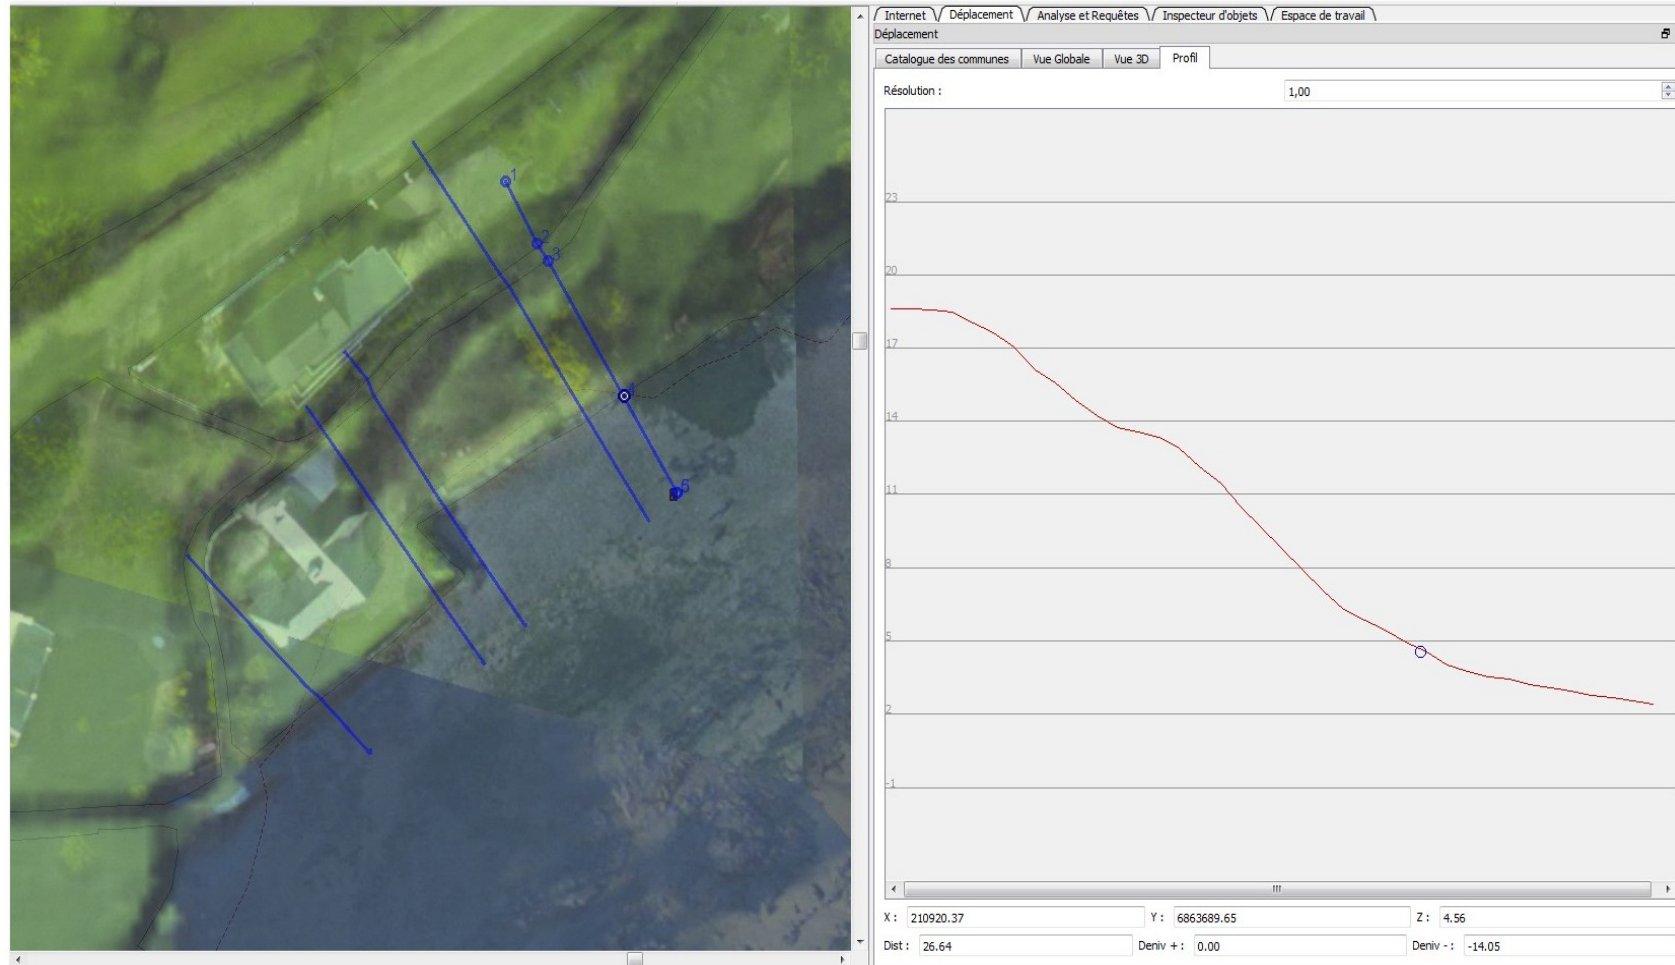 Internet Déplacement Analyse et Requêtes Inspecteur d'objets Espace de travail
Déplacement
Catalogue des communes Vue Globale Vue 3D Profil
Résolution : 1,00
23
20
17
14
11
8
5
2
-1
1
2
3
4
5
X : 210920.37 Y : 6863689.65 Z : 4.56
Dist : 26.64 Deniv + : 0.00 Deniv - : -14.05